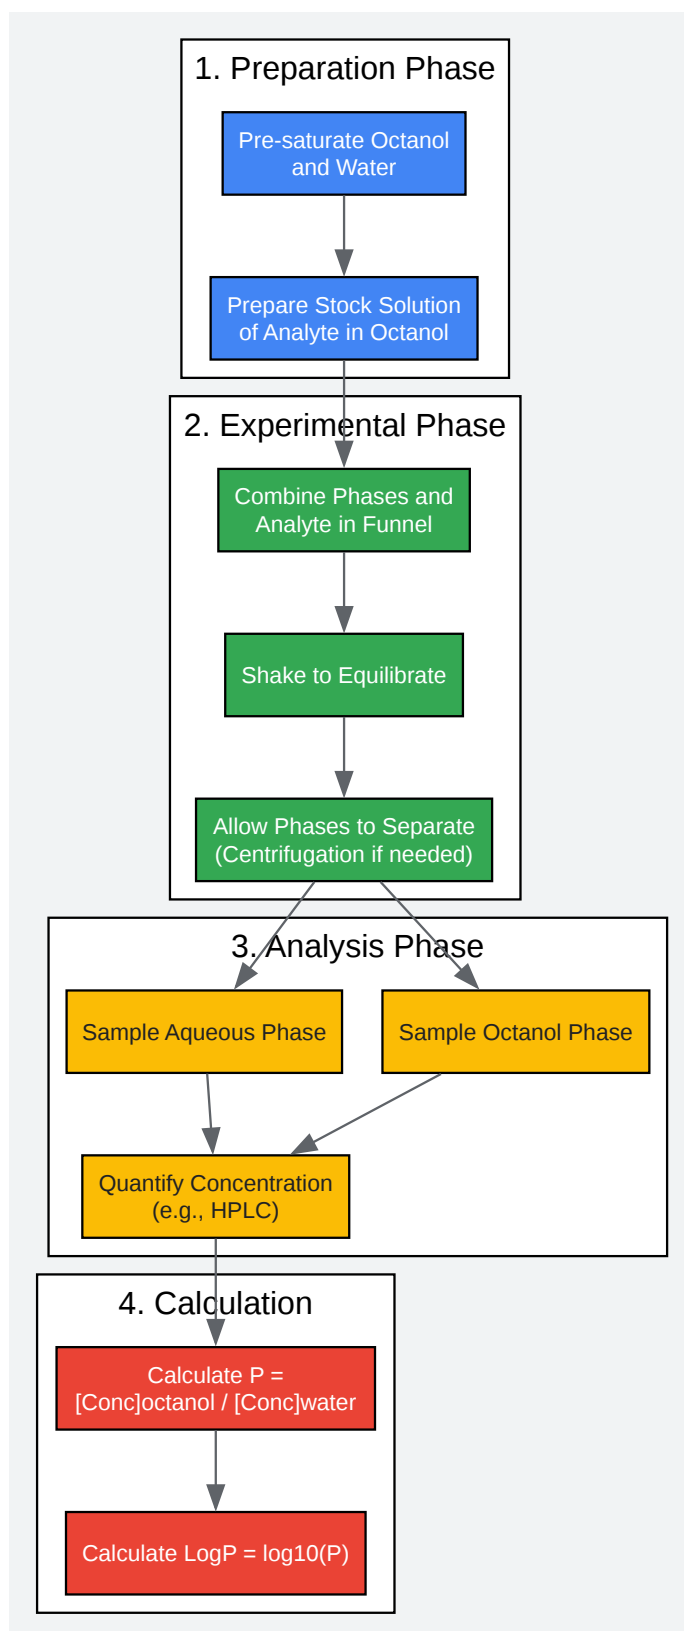 1. Preparation Phase
Pre-saturate Octanol
and Water
Prepare Stock Solution
of Analyte in Octanol
2. Experimental Phase
Combine Phases and
Analyte in Funnel
Shake to Equilibrate
Allow Phases to Separate
(Centrifugation if needed)
3. Analysis Phase
Sample Aqueous Phase
Sample Octanol Phase
Quantify Concentration
(e.g., HPLC)
4. Calculation
Calculate P =
[Conc]octanol / [Conc]water
Calculate LogP = log10(P)